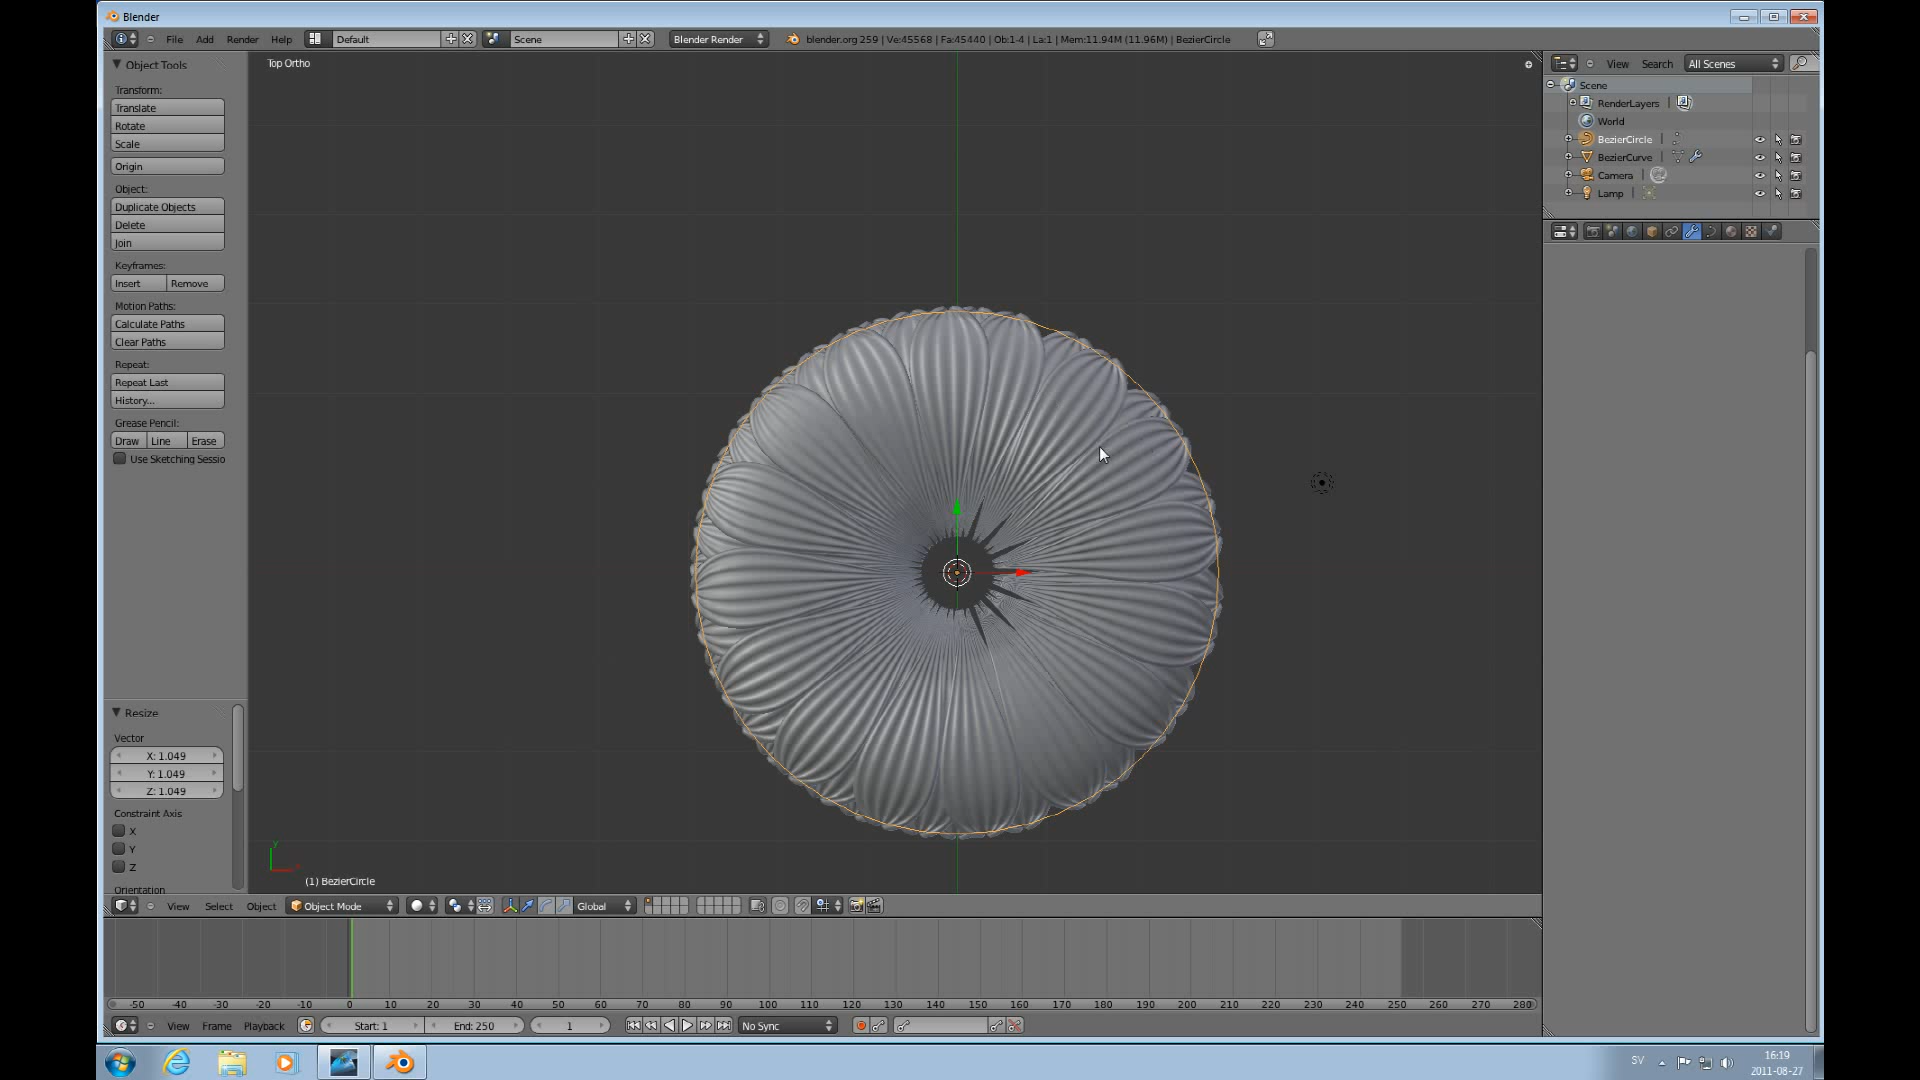 Blender
File Add Render Help Default Scene Blender Render blender.org 259 | Ve:45568 | Fa:45440 | Ob:1-4 | La:1 | Mem:11.94M (11.96M) | BezierCircle
Object Tools
Transform:
Translate
Rotate
Scale
Origin
Object:
Duplicate Objects
Delete
Join
Keyframes:
Insert Remove
Motion Paths:
Calculate Paths
Clear Paths
Repeat:
Repeat Last
History...
Grease Pencil:
Draw Line Erase
Use Sketching Sessio
Resize
Vector
X: 1.049
Y: 1.049
Z: 1.049
Constraint Axis
X
Y
Z
Orientation
Top Ortho
y
(1) BezierCircle
View Select Object Object Mode Global
View Search All Scenes
Scene
RenderLayers |
World
BezierCircle |
BezierCurve |
Camera |
Lamp |
-50 -40 -30 -20 -10 0 10 20 30 40 50 60 70 80 90 100 110 120 130 140 150 160 170 180 190 200 210 220 230 240 250 260 270 280
View Frame Playback Start: 1 End: 250 1 No Sync
SV 16:19
2011-08-27